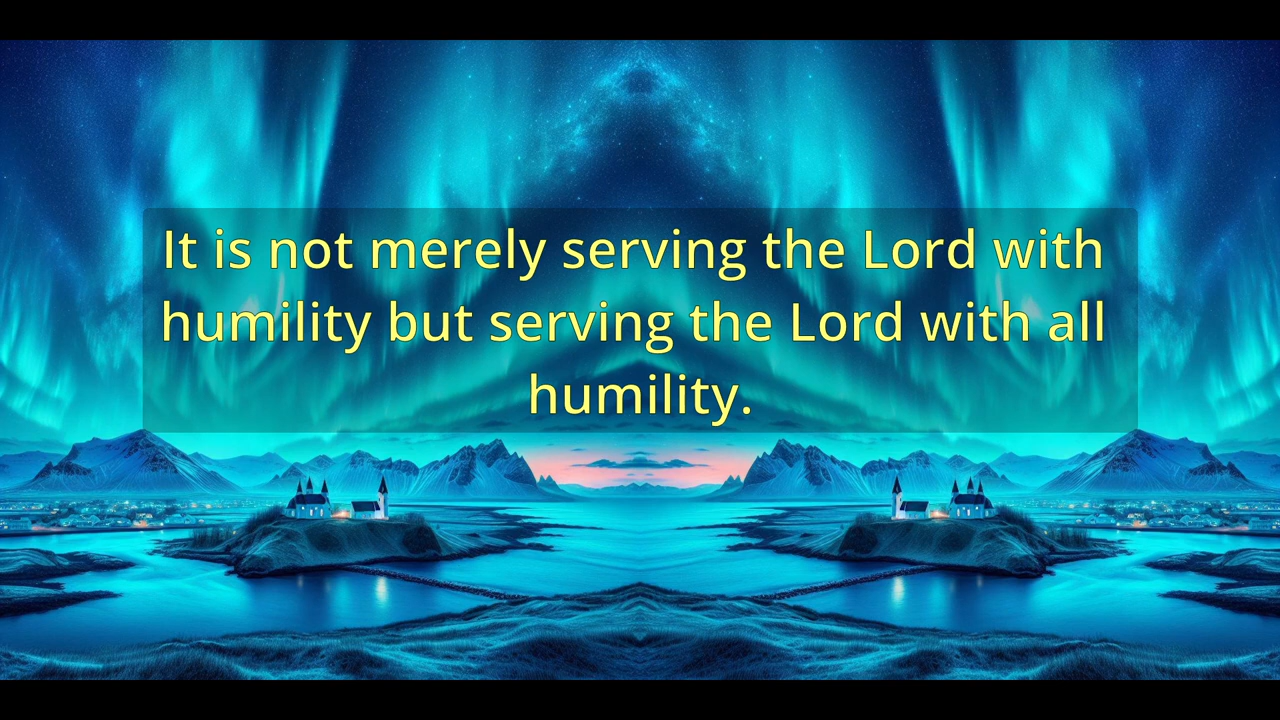 It is not merely serving the Lord with
humility but serving the Lord with all
humility.